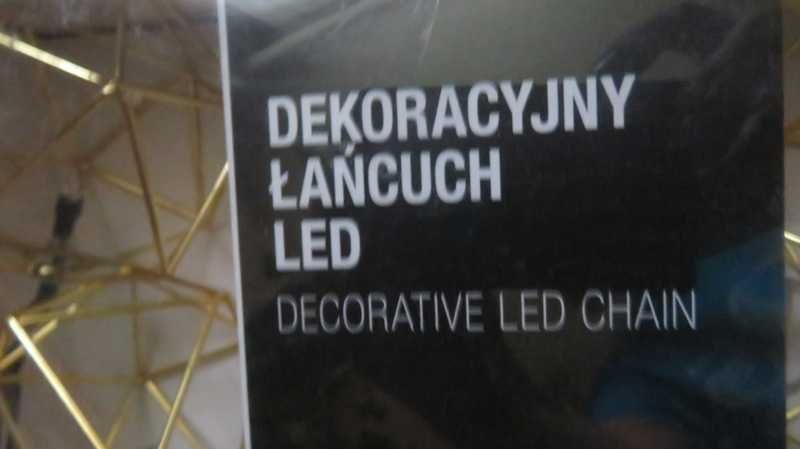 DEKORACYJNY
ŁAŃCUCH
LED
DECORATIVE LED CHAIN